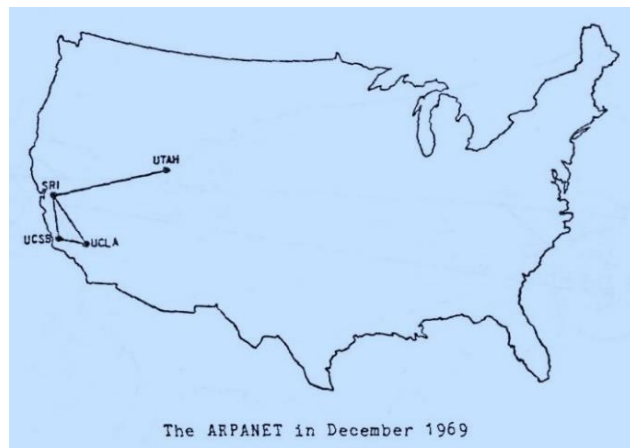 UTAH
SRI
UCSB
UCLA
The ARPANET in December 1969